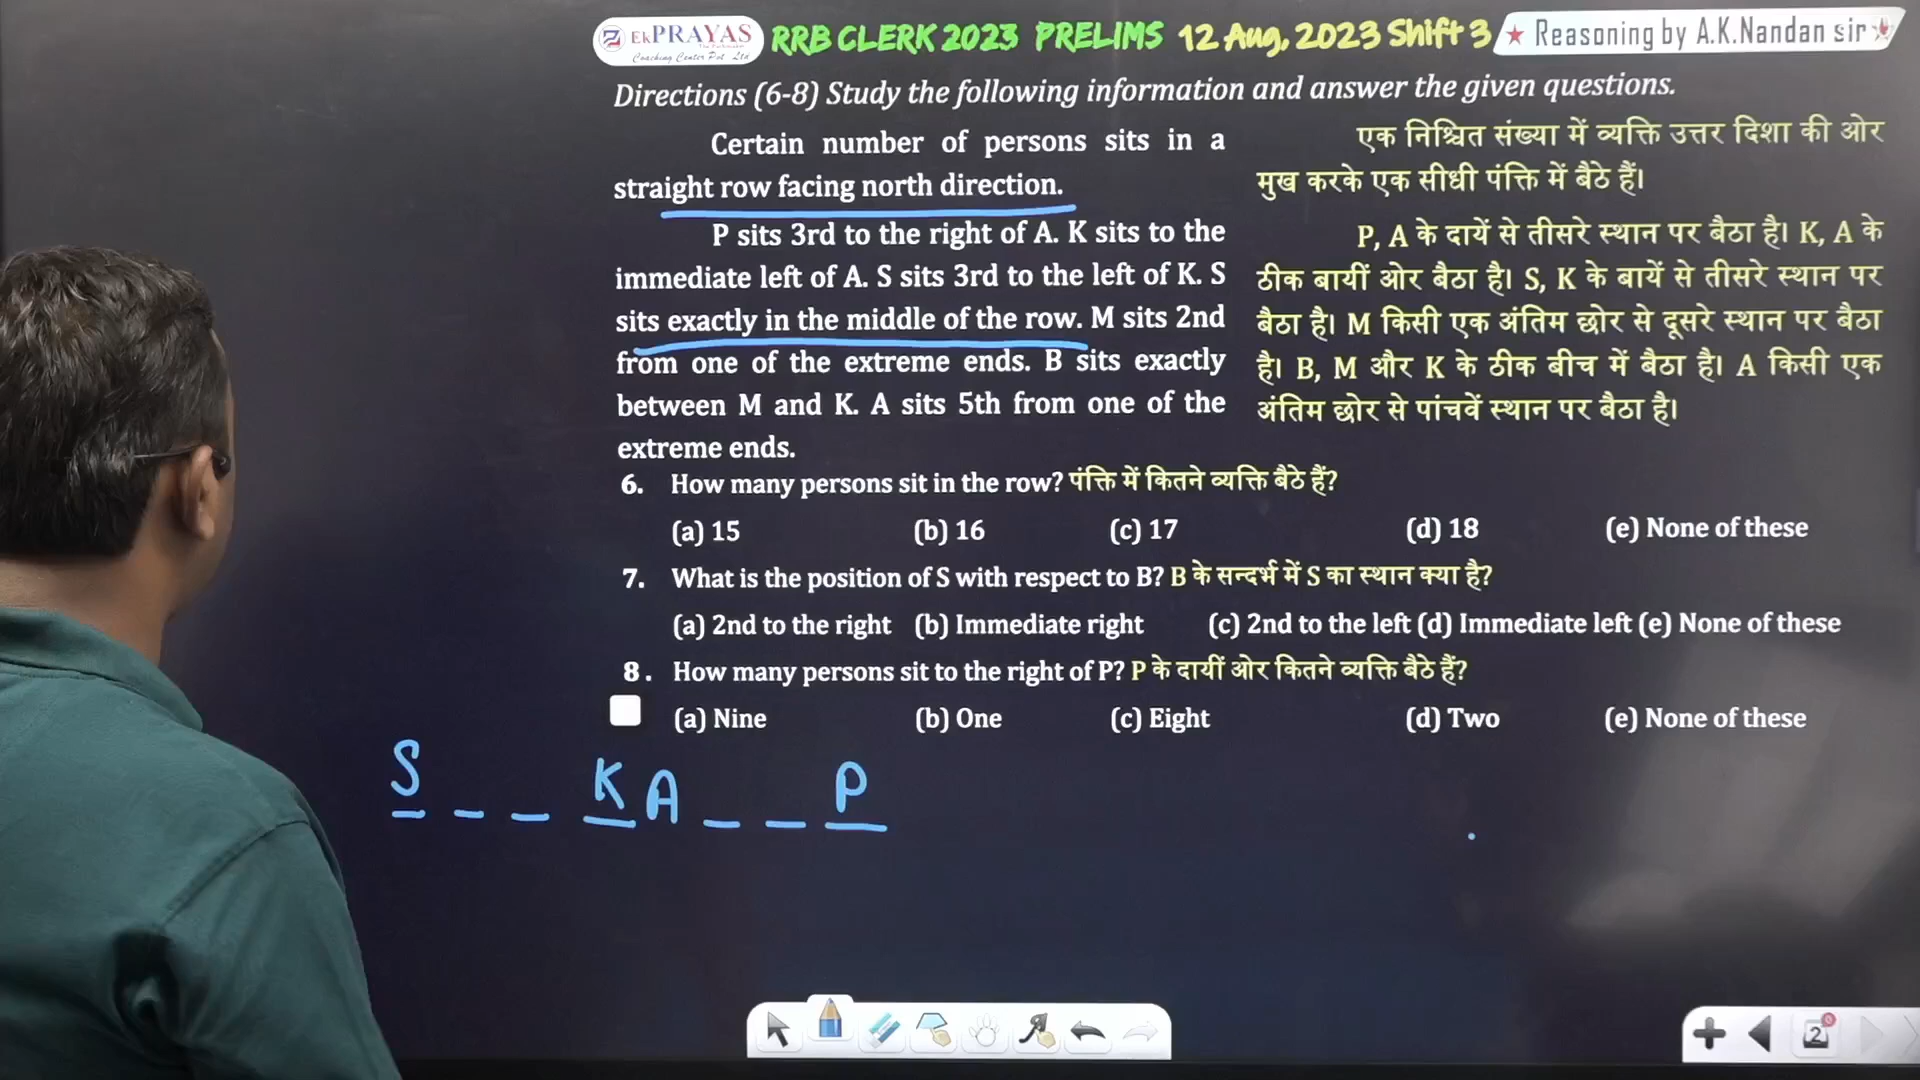 EKPRAYAS
Coaching Center Pvt. Ltd
RRB CLERK 2023 PRELIMS 12 Aug, 2023 Shift 3
★ Reasoning by A.K.Nandan sir
Directions (6-8) Study the following information and answer the given questions.
Certain number of persons sits in a
straight row facing north direction.
P sits 3rd to the right of A. K sits to the
immediate left of A. S sits 3rd to the left of K. S
sits exactly in the middle of the row. M sits 2nd
from one of the extreme ends. B sits exactly
between M and K. A sits 5th from one of the
extreme ends.
एक निश्चित संख्या में व्यक्ति उत्तर दिशा की ओर
मुख करके एक सीधी पंक्ति में बैठे हैं।
P, A के दायें से तीसरे स्थान पर बैठा है। K, A के
ठीक बायीं ओर बैठा है। S, K के बायें से तीसरे स्थान पर
बैठा है। M किसी एक अंतिम छोर से दूसरे स्थान पर बैठा
है। B, M और K के ठीक बीच में बैठा है। A किसी एक
अंतिम छोर से पांचवें स्थान पर बैठा है।
6. How many persons sit in the row? पंक्ति में कितने व्यक्ति बैठे हैं?
(a) 15 (b) 16 (c) 17 (d) 18 (e) None of these
7. What is the position of S with respect to B? B के सन्दर्भ में S का स्थान क्या है?
(a) 2nd to the right (b) Immediate right (c) 2nd to the left (d) Immediate left (e) None of these
8. How many persons sit to the right of P? P के दायीं ओर कितने व्यक्ति बैठे हैं?
(a) Nine (b) One (c) Eight (d) Two (e) None of these
S _ _ K A _ _ P
2